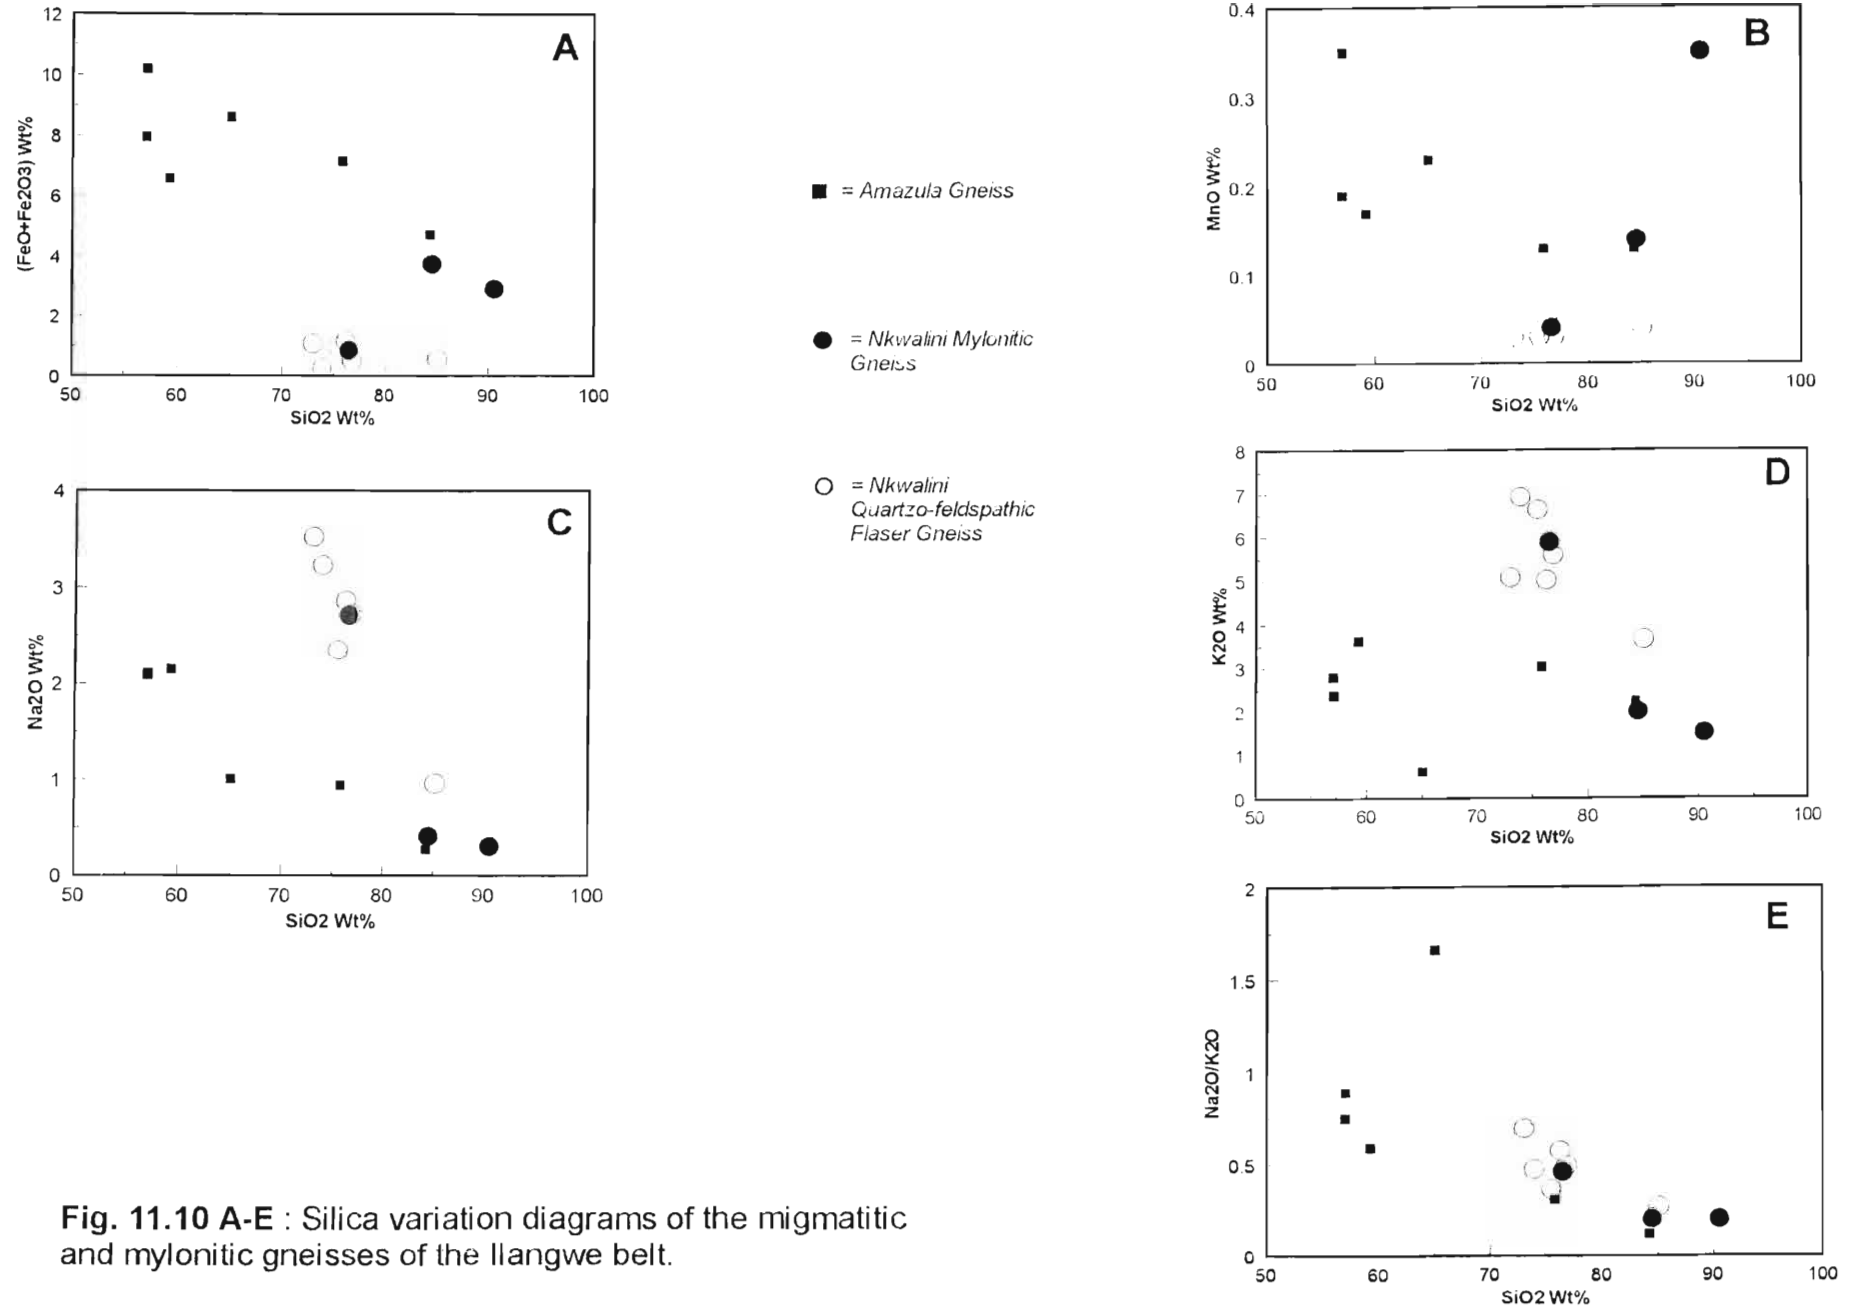 A
12
10
8
6
4
2
0
(FeO+Fe2O3) Wt%
50 60 70 80 90 100
SiO2 Wt%
B
0.4
0.3
0.2
0.1
0
MnO Wt%
50 60 70 80 90 100
SiO2 Wt%
■ = Amazula Gneiss
● = Nkwalini Mylonitic
Gneiss
○ = Nkwalini
Quartzo-feldspathic
Flaser Gneiss
C
4
3
2
1
0
Na2O Wt%
50 60 70 80 90 100
SiO2 Wt%
D
8
7
6
5
4
3
2
1
0
K2O Wt%
50 60 70 80 90 100
SiO2 Wt%
E
2
1.5
1
0.5
0
Na2O/K2O
50 60 70 80 90 100
SiO2 Wt%
Fig. 11.10 A-E : Silica variation diagrams of the migmatitic
and mylonitic gneisses of the Ilangwe belt.